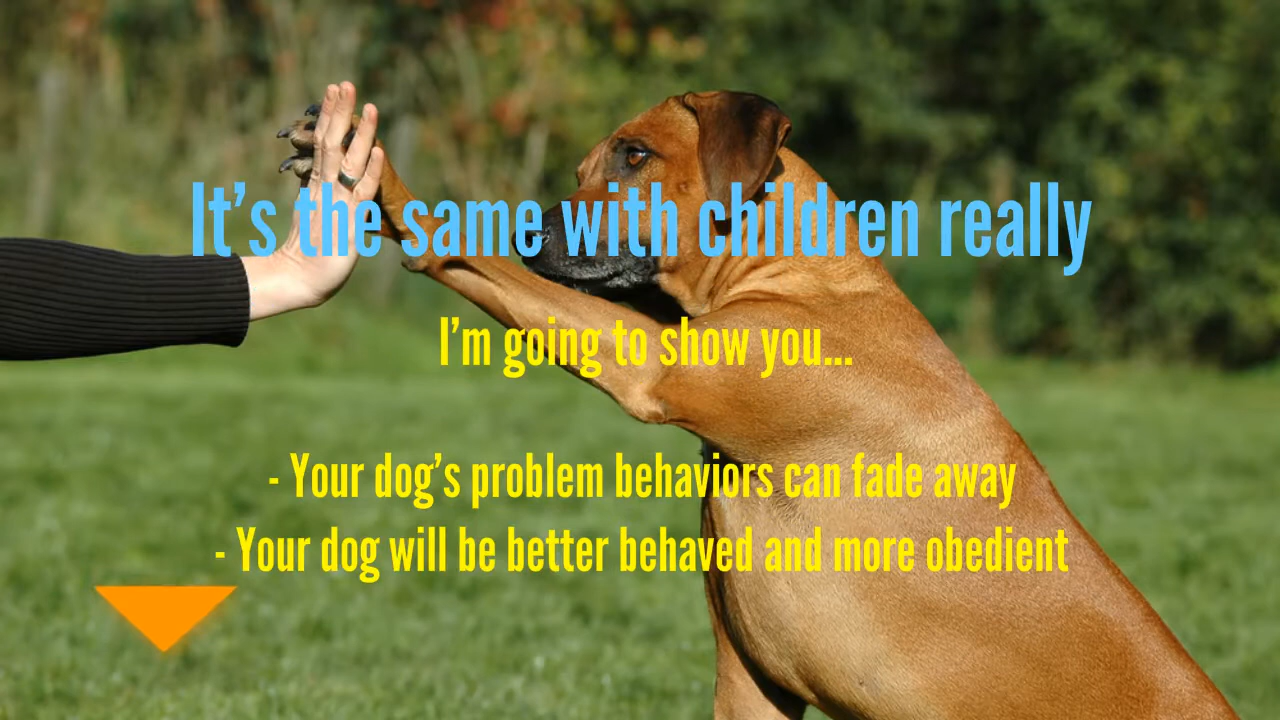 It’s the same with children really
I’m going to show you...
- Your dog’s problem behaviors can fade away
- Your dog will be better behaved and more obedient